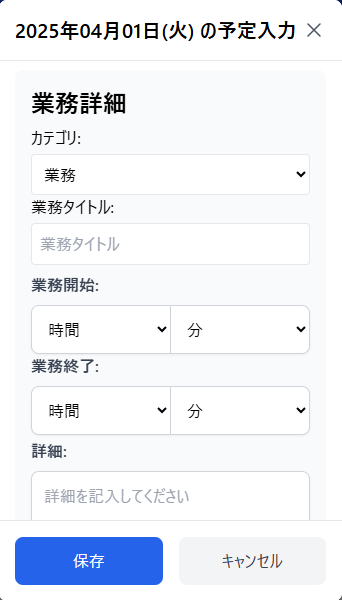 2025年04月01日(火) の予定入力
業務詳細
カテゴリ:
業務
業務タイトル:
業務タイトル
業務開始:
時間 分
業務終了:
時間 分
詳細:
詳細を記入してください
保存 キャンセル